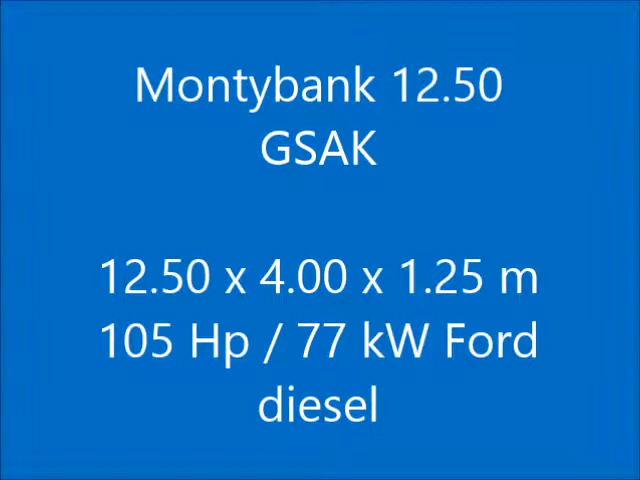 Montybank 12.50
GSAK
12.50 x 4.00 x 1.25 m
105 Hp / 77 kW Ford
diesel